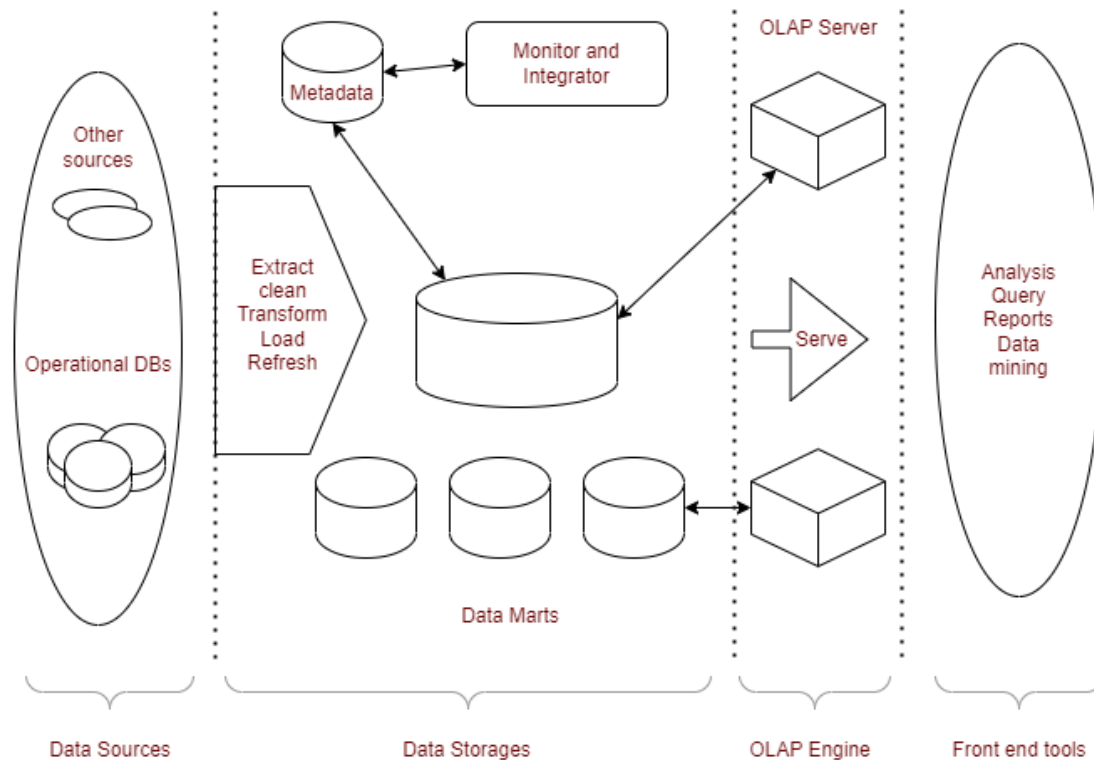 OLAP Server
Monitor and
Integrator
Metadata
Other
sources
Extract
clean
Transform
Load
Refresh
Operational DBs
Serve
Analysis
Query
Reports
Data
mining
Data Marts
Data Sources
Data Storages
OLAP Engine
Front end tools